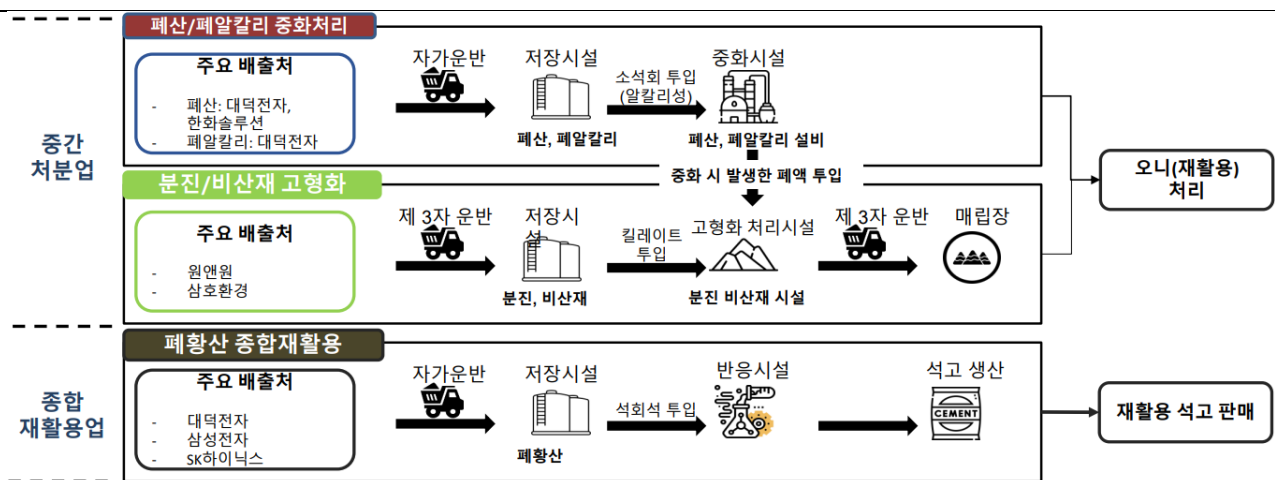 폐산/폐알칼리 중화처리
주요 배출처
- 폐산: 대덕전자,
한화솔루션
- 폐알칼리: 대덕전자
자가운반
저장시설
폐산, 폐알칼리
소석회 투입
(알칼리성)
중화시설
폐산, 폐알칼리 설비
중화 시 발생한 폐액 투입
중간
처분업
분진/비산재 고형화
주요 배출처
- 원앤원
- 삼호환경
제 3자 운반
저장시
설
분진, 비산재
킬레이트
투입
고형화 처리시설
분진 비산재 시설
제 3자 운반
매립장
오니(재활용)
처리
종합
재활용업
폐황산 종합재활용
주요 배출처
- 대덕전자
- 삼성전자
- SK하이닉스
자가운반
저장시설
폐황산
석회석 투입
반응시설
석고 생산
CEMENT
재활용 석고 판매